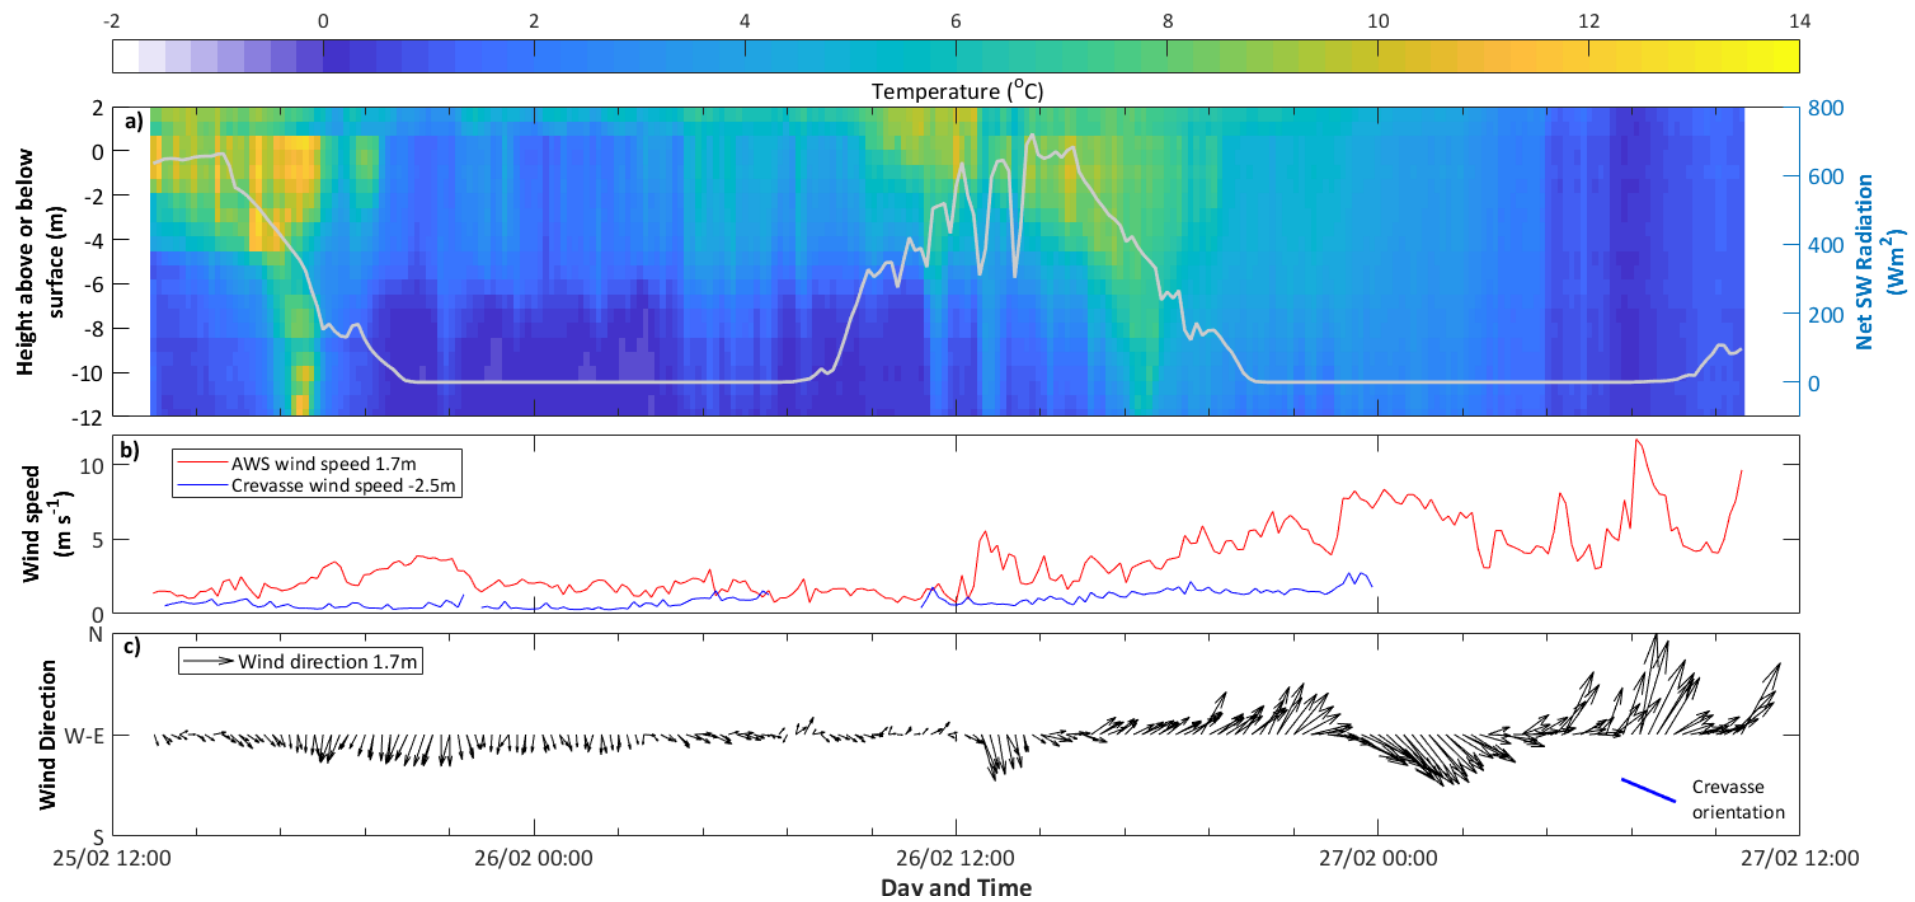 -2 0 2 4 6 8 10 12 14
Temperature (°C)
a)
2
0
-2
-4
-6
-8
-10
-12
Height above or below
surface (m)
800
600
400
200
0
Net SW Radiation
(Wm²)
b)
AWS wind speed 1.7m
Crevasse wind speed -2.5m
10
5
0
Wind speed
(m s⁻¹)
c)
Wind direction 1.7m
N
W-E
S
Wind Direction
Crevasse
orientation
25/02 12:00 26/02 00:00 26/02 12:00 27/02 00:00 27/02 12:00
Day and Time